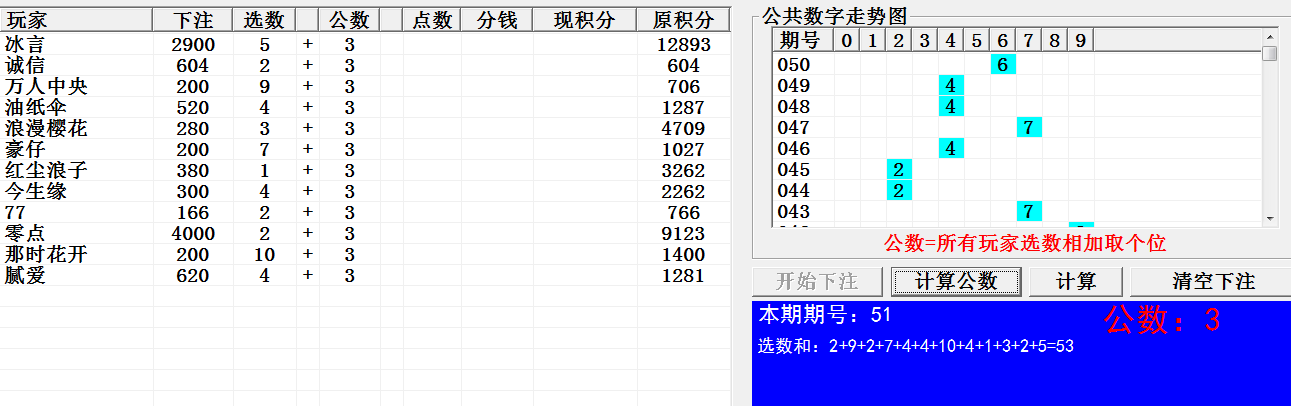 玩家 下注 选数 公数 点数 分钱 现积分 原积分
冰言 2900 5 + 3 12893
诚信 604 2 + 3 604
万人中央 200 9 + 3 706
油纸伞 520 4 + 3 1287
浪漫樱花 280 3 + 3 4709
豪仔 200 7 + 3 1027
红尘浪子 380 1 + 3 3262
今生缘 300 4 + 3 2262
77 166 2 + 3 766
零点 4000 2 + 3 9123
那时花开 200 10 + 3 1400
腻爱 620 4 + 3 1281
公共数字走势图
期号 0 1 2 3 4 5 6 7 8 9
050 6
049 4
048 4
047 7
046 4
045 2
044 2
043 7
公数=所有玩家选数相加取个位
开始下注 计算公数 计算 清空下注
本期期号：51 公数：3
选数和：2+9+2+7+4+4+10+4+1+3+2+5=53